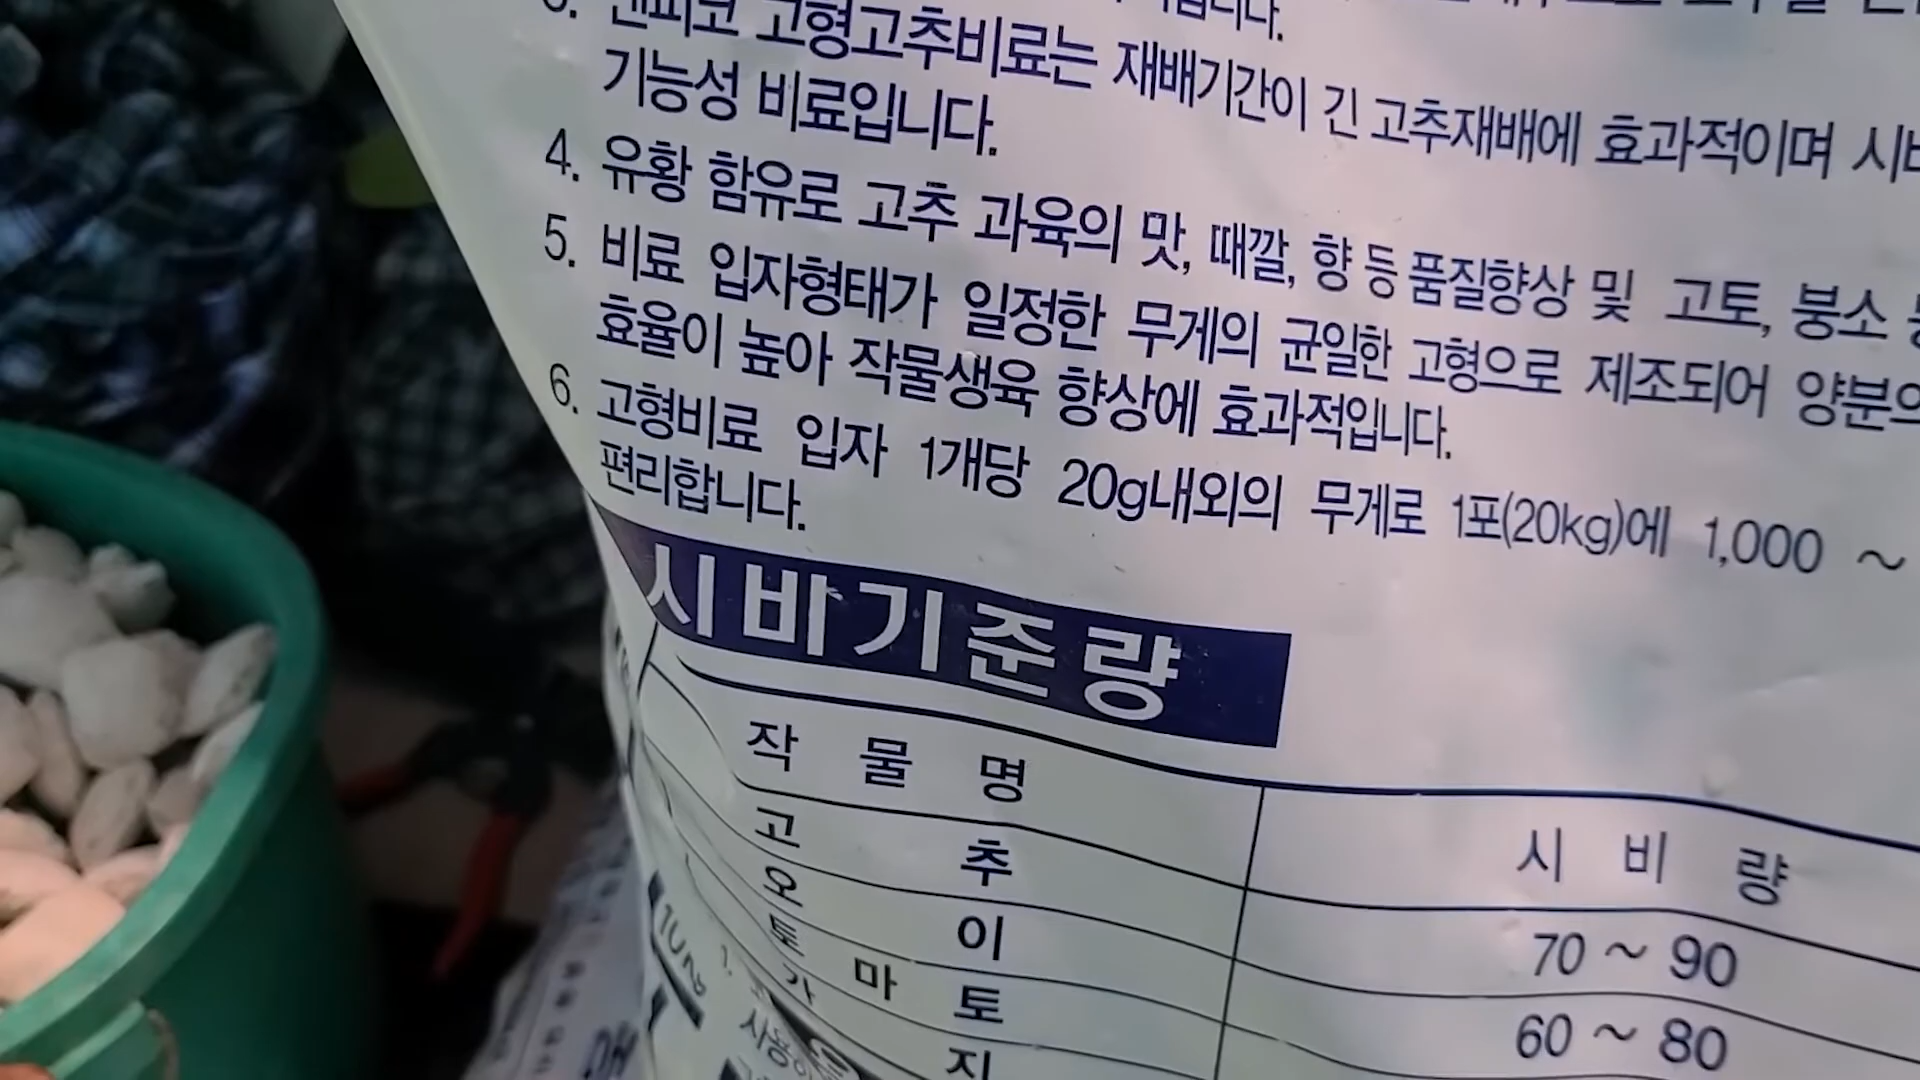 고형고추비료는 재배기간이 긴 고추재배에 효과적이며
기능성 비료입니다.
4. 유황 함유로 고추 과육의 맛, 때깔, 향 등 품질향상 및 고토, 붕소
5. 비료 입자형태가 일정한 무게의 균일한 고형으로 제조되어 양분의
효율이 높아 작물생육 향상에 효과적입니다.
6. 고형비료 입자 1개당 20g내외의 무게로 1포(20kg)에 1,000 ~
편리합니다.
시비기준량
작 물 명 시 비 량
고 추 70 ~ 90
오 이 60 ~ 80
토 마 토
가 지